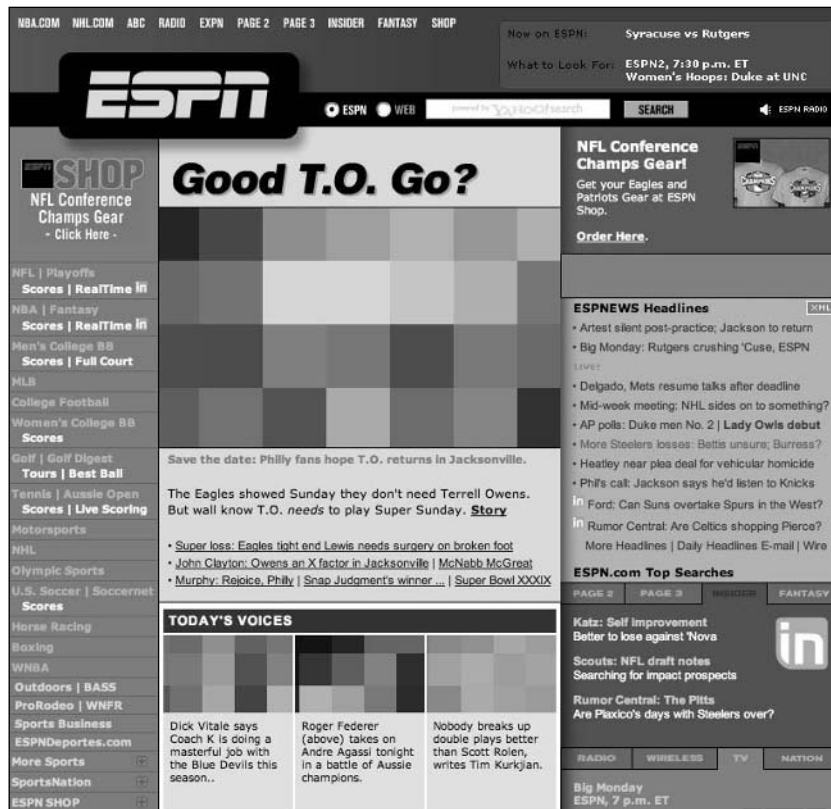 NBA.COM NHL.COM ABC RADIO EXPN PAGE 2 PAGE 3 INSIDER FANTASY SHOP
Now on ESPN: Syracuse vs Rutgers
What to Look For: ESPN2, 7:30 p.m. ET
Women's Hoops: Duke at UNC
ESPN
ESPN WEB powered by YAHOO! search SEARCH ESPN RADIO
ESPN SHOP
NFL Conference
Champs Gear
- Click Here -
NFL | Playoffs
Scores | RealTime in
NBA | Fantasy
Scores | RealTime in
Men's College BB
Scores | Full Court
MLB
College Football
Women's College BB
Scores
Golf | Golf Digest
Tours | Best Ball
Tennis | Aussie Open
Scores | Live Scoring
Motorsports
NHL
Olympic Sports
U.S. Soccer | Soccernet
Scores
Horse Racing
Boxing
WNBA
Outdoors | BASS
ProRodeo | WNFR
Sports Business
ESPNDeportes.com
More Sports
SportsNation
ESPN SHOP
Good T.O. Go?
Save the date: Philly fans hope T.O. returns in Jacksonville.
The Eagles showed Sunday they don't need Terrell Owens.
But wall know T.O. needs to play Super Sunday. Story
• Super loss: Eagles tight end Lewis needs surgery on broken foot
• John Clayton: Owens an X factor in Jacksonville | McNabb McGreat
• Murphy: Rejoice, Philly | Snap Judgment's winner ... | Super Bowl XXXIX
TODAY'S VOICES
Dick Vitale says
Coach K is doing a
masterful job with
the Blue Devils this
season..
Roger Federer
(above) takes on
Andre Agassi tonight
in a battle of Aussie
champions.
Nobody breaks up
double plays better
than Scott Rolen,
writes Tim Kurkjian.
NFL Conference
Champs Gear!
Get your Eagles and
Patriots Gear at ESPN
Shop.
Order Here.
ESPNEWS Headlines XML
• Artest silent post-practice; Jackson to return
• Big Monday: Rutgers crushing 'Cuse, ESPN
LIVE!
• Delgado, Mets resume talks after deadline
• Mid-week meeting: NHL sides on to something?
• AP polls: Duke men No. 2 | Lady Owls debut
• More Steelers losses: Bettis unsure; Burress?
• Heatley near plea deal for vehicular homicide
• Phil's call: Jackson says he'd listen to Knicks
in Ford: Can Suns overtake Spurs in the West?
in Rumor Central: Are Celtics shopping Pierce?
More Headlines | Daily Headlines E-mail | Wire
ESPN.com Top Searches
PAGE 2 PAGE 3 INSIDER FANTASY
Katz: Self improvement
Better to lose against 'Nova
Scouts: NFL draft notes
Searching for impact prospects
Rumor Central: The Pitts
Are Plaxico's days with Steelers over?
in
RADIO WIRELESS TV NATION
Big Monday
ESPN, 7 p.m. ET